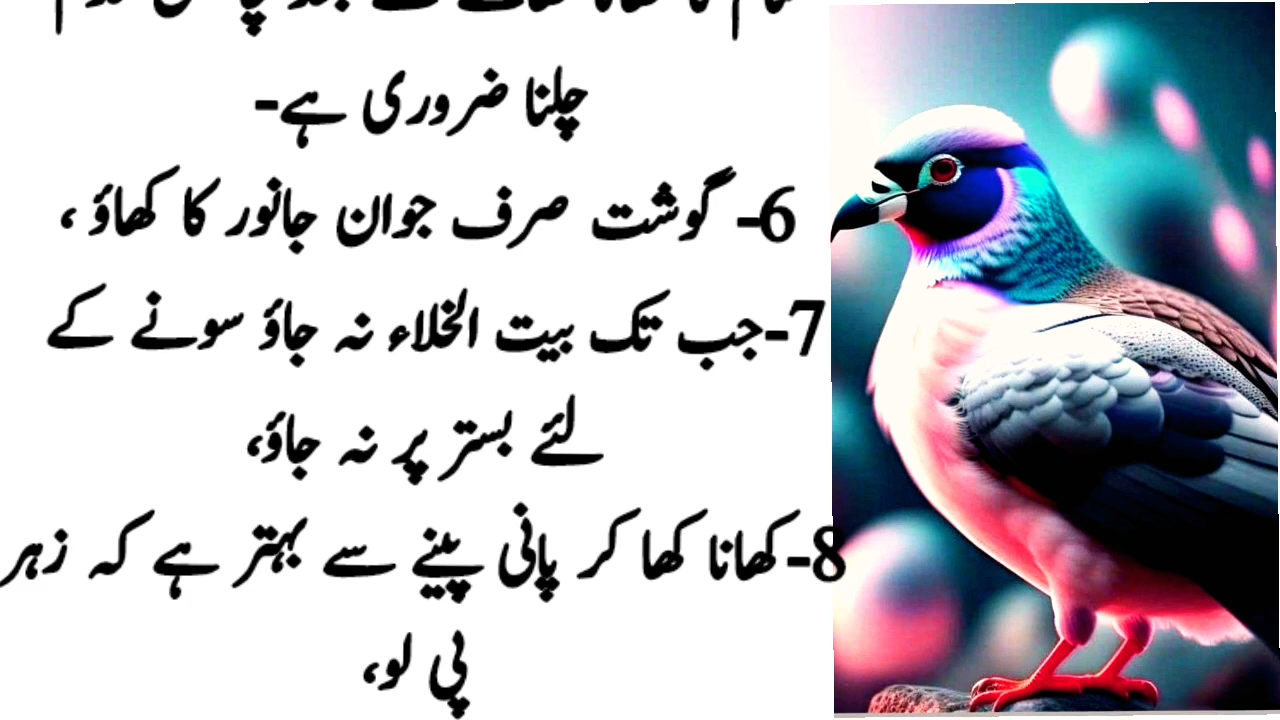 چلنا ضروری ہے-
6- گوشت صرف جوان جانور کا کھاؤ ،
7-جب تک بیت الخلاء نہ جاؤ سونے کے
لئے بستر پر نہ جاؤ،
8-کھانا کھا کر پانی پینے سے بہتر ہے کہ زہر
پی لو،